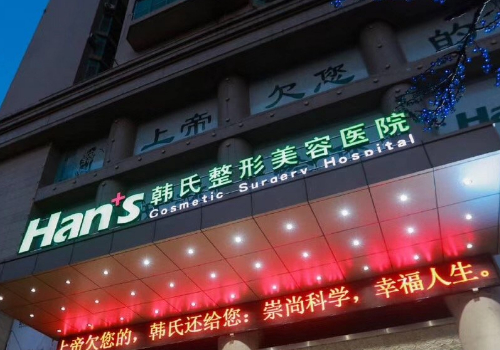 上帝欠您的
Han's 韩氏整形美容医院
Cosmetic Surgery Hospital
上帝欠您的，韩氏还给您：崇尚科学，幸福人生。